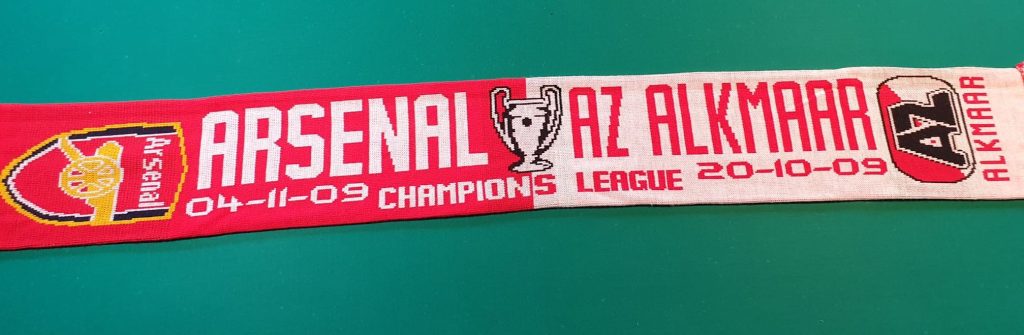 Arsenal
ARSENAL AZ ALKMAAR
04-11-09 CHAMPIONS LEAGUE 20-10-09
AZ
ALKMAAR